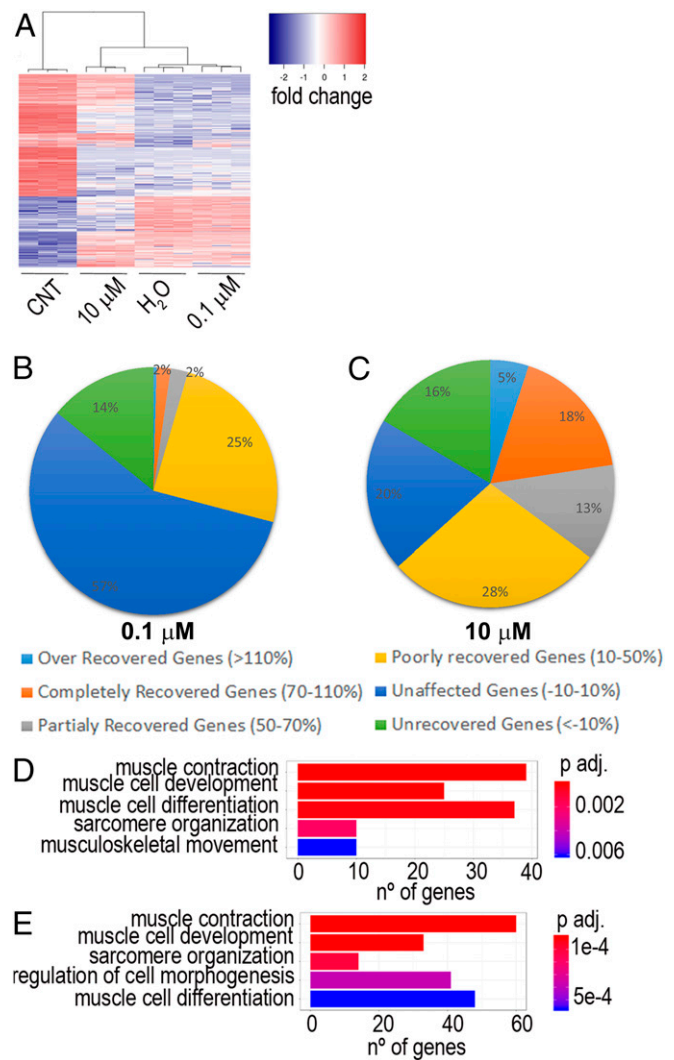 A
-2 -1 0 1 2
fold change
CNT
10 µM
H2O
0.1 µM
B
2%
2%
25%
14%
C
5%
18%
13%
28%
16%
0.1 µM
10 µM
Over Recovered Genes (>110%)
Completely Recovered Genes (70-110%)
Partialy Recovered Genes (50-70%)
Poorly recovered Genes (10-50%)
Unaffected Genes (-10-10%)
Unrecovered Genes (<-10%)
D
muscle contraction
muscle cell development
muscle cell differentiation
sarcomere organization
musculoskeletal movement
0 10 20 30 40
nº of genes
p adj.
0.002
0.006
E
muscle contraction
muscle cell development
sarcomere organization
regulation of cell morphogenesis
muscle cell differentiation
0 20 40 60
nº of genes
p adj.
1e-4
5e-4